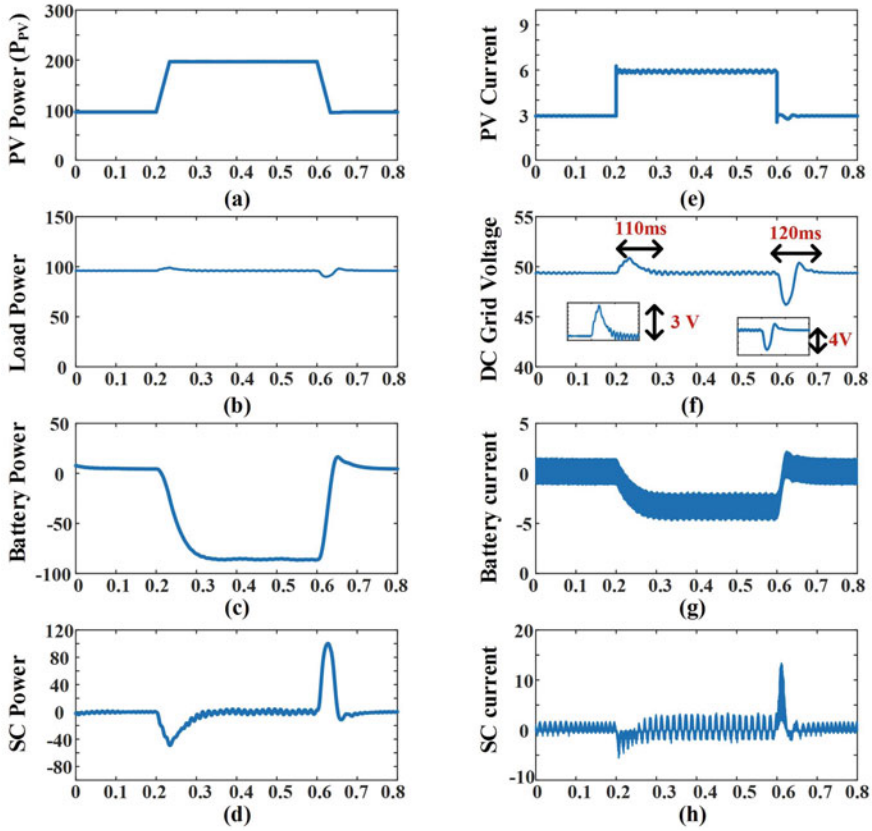 PV Power (PPV)
300
200
100
0
0 0.1 0.2 0.3 0.4 0.5 0.6 0.7 0.8
(a)
PV Current
9
6
3
0
0 0.1 0.2 0.3 0.4 0.5 0.6 0.7 0.8
(e)
Load Power
150
100
50
0
0 0.1 0.2 0.3 0.4 0.5 0.6 0.7 0.8
(b)
DC Grid Voltage
55
50
45
40
110ms
120ms
3 V
4V
0 0.1 0.2 0.3 0.4 0.5 0.6 0.7 0.8
(f)
Battery Power
50
0
-50
-100
0 0.1 0.2 0.3 0.4 0.5 0.6 0.7 0.8
(c)
Battery current
5
0
-5
0
0 0.1 0.2 0.3 0.4 0.5 0.6 0.7 0.8
(g)
SC Power
120
80
40
0
-40
-80
0 0.1 0.2 0.3 0.4 0.5 0.6 0.7 0.8
(d)
SC current
20
10
0
-10
0 0.1 0.2 0.3 0.4 0.5 0.6 0.7 0.8
(h)